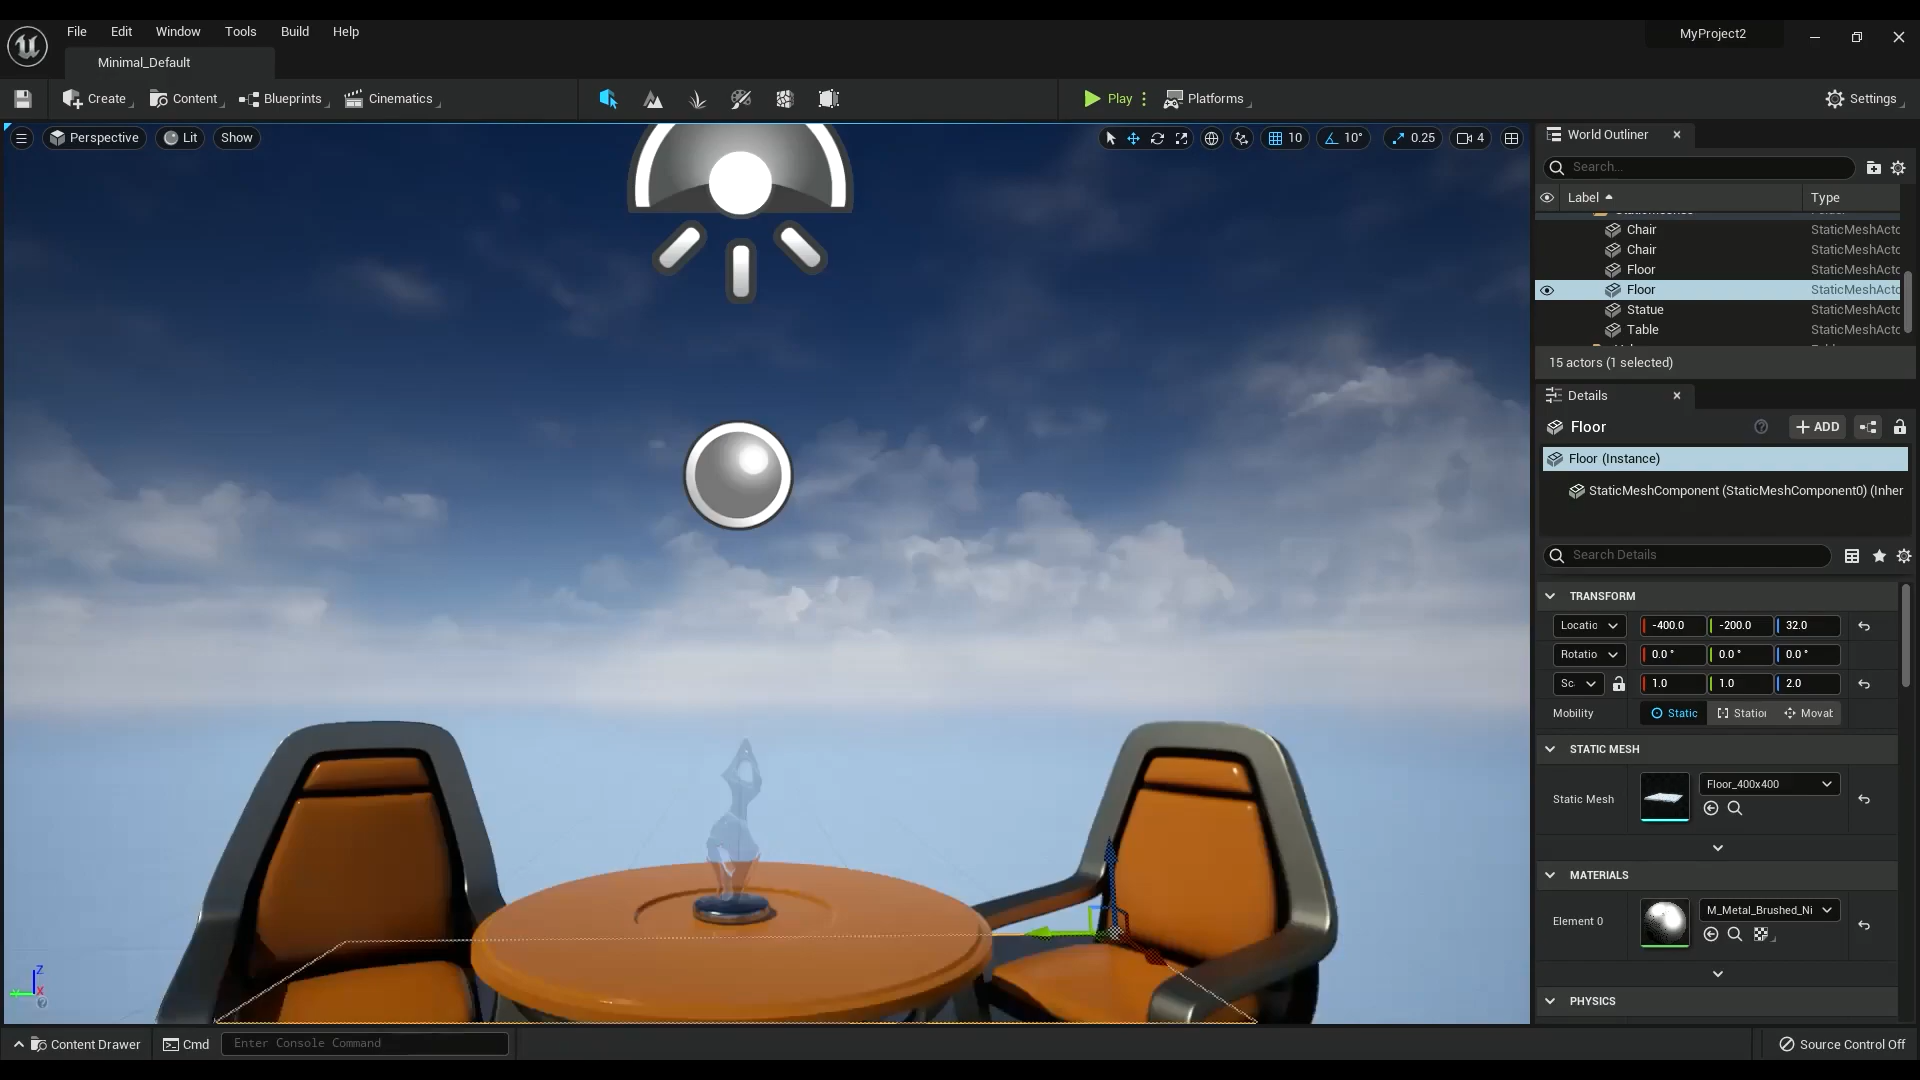 File Edit Window Tools Build Help
MyProject2
Minimal_Default
Create Content Blueprints Cinematics Play Platforms Settings
Perspective Lit Show 10 10° 0.25 4
World Outliner
Search...
Label Type
Chair StaticMeshActo
Chair StaticMeshActo
Floor StaticMeshActo
Floor StaticMeshActo
Statue StaticMeshActo
Table StaticMeshActo
15 actors (1 selected)
Details
Floor + ADD
Floor (Instance)
StaticMeshComponent (StaticMeshComponent0) (Inher
Search Details
TRANSFORM
Locatio -400.0 -200.0 32.0
Rotatio 0.0 ° 0.0 ° 0.0 °
Sc 1.0 1.0 2.0
Mobility Static Station Movab
STATIC MESH
Static Mesh Floor_400x400
MATERIALS
Element 0 M_Metal_Brushed_Ni
PHYSICS
Z
X
Content Drawer Cmd Enter Console Command Source Control Off